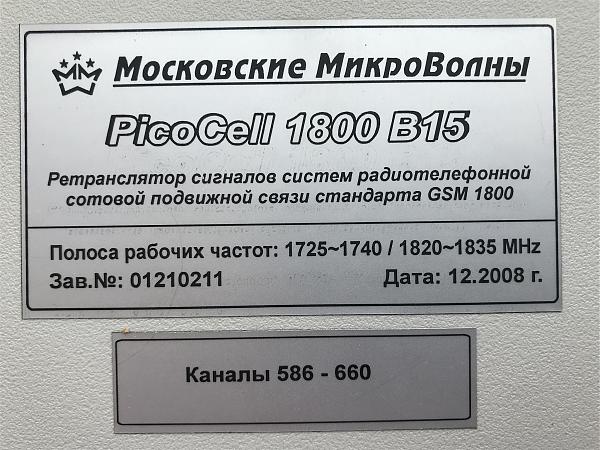 ММ Московские МикроВолны
PicoCell 1800 B15
Ретранслятор сигналов систем радиотелефонной
сотовой подвижной связи стандарта GSM 1800
Полоса рабочих частот: 1725~1740 / 1820~1835 MHz
Зав.№: 01210211 Дата: 12.2008 г.
Каналы 586 - 660